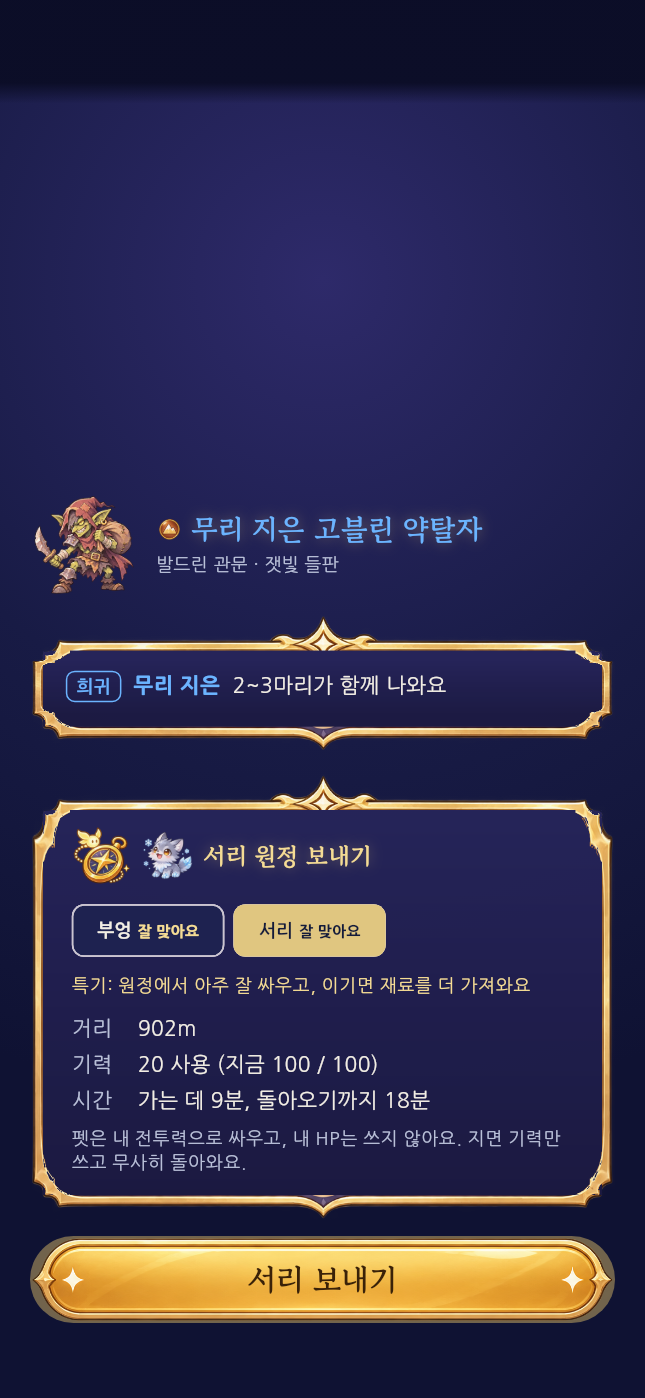 무리 지은 고블린 약탈자
발드린 관문 · 잿빛 들판
희귀 무리 지은 2~3마리가 함께 나와요
서리 원정 보내기
부엉 잘 맞아요 서리 잘 맞아요
특기: 원정에서 아주 잘 싸우고, 이기면 재료를 더 가져와요
거리 902m
기력 20 사용 (지금 100 / 100)
시간 가는 데 9분, 돌아오기까지 18분
펫은 내 전투력으로 싸우고, 내 HP는 쓰지 않아요. 지면 기력만
쓰고 무사히 돌아와요.
서리 보내기